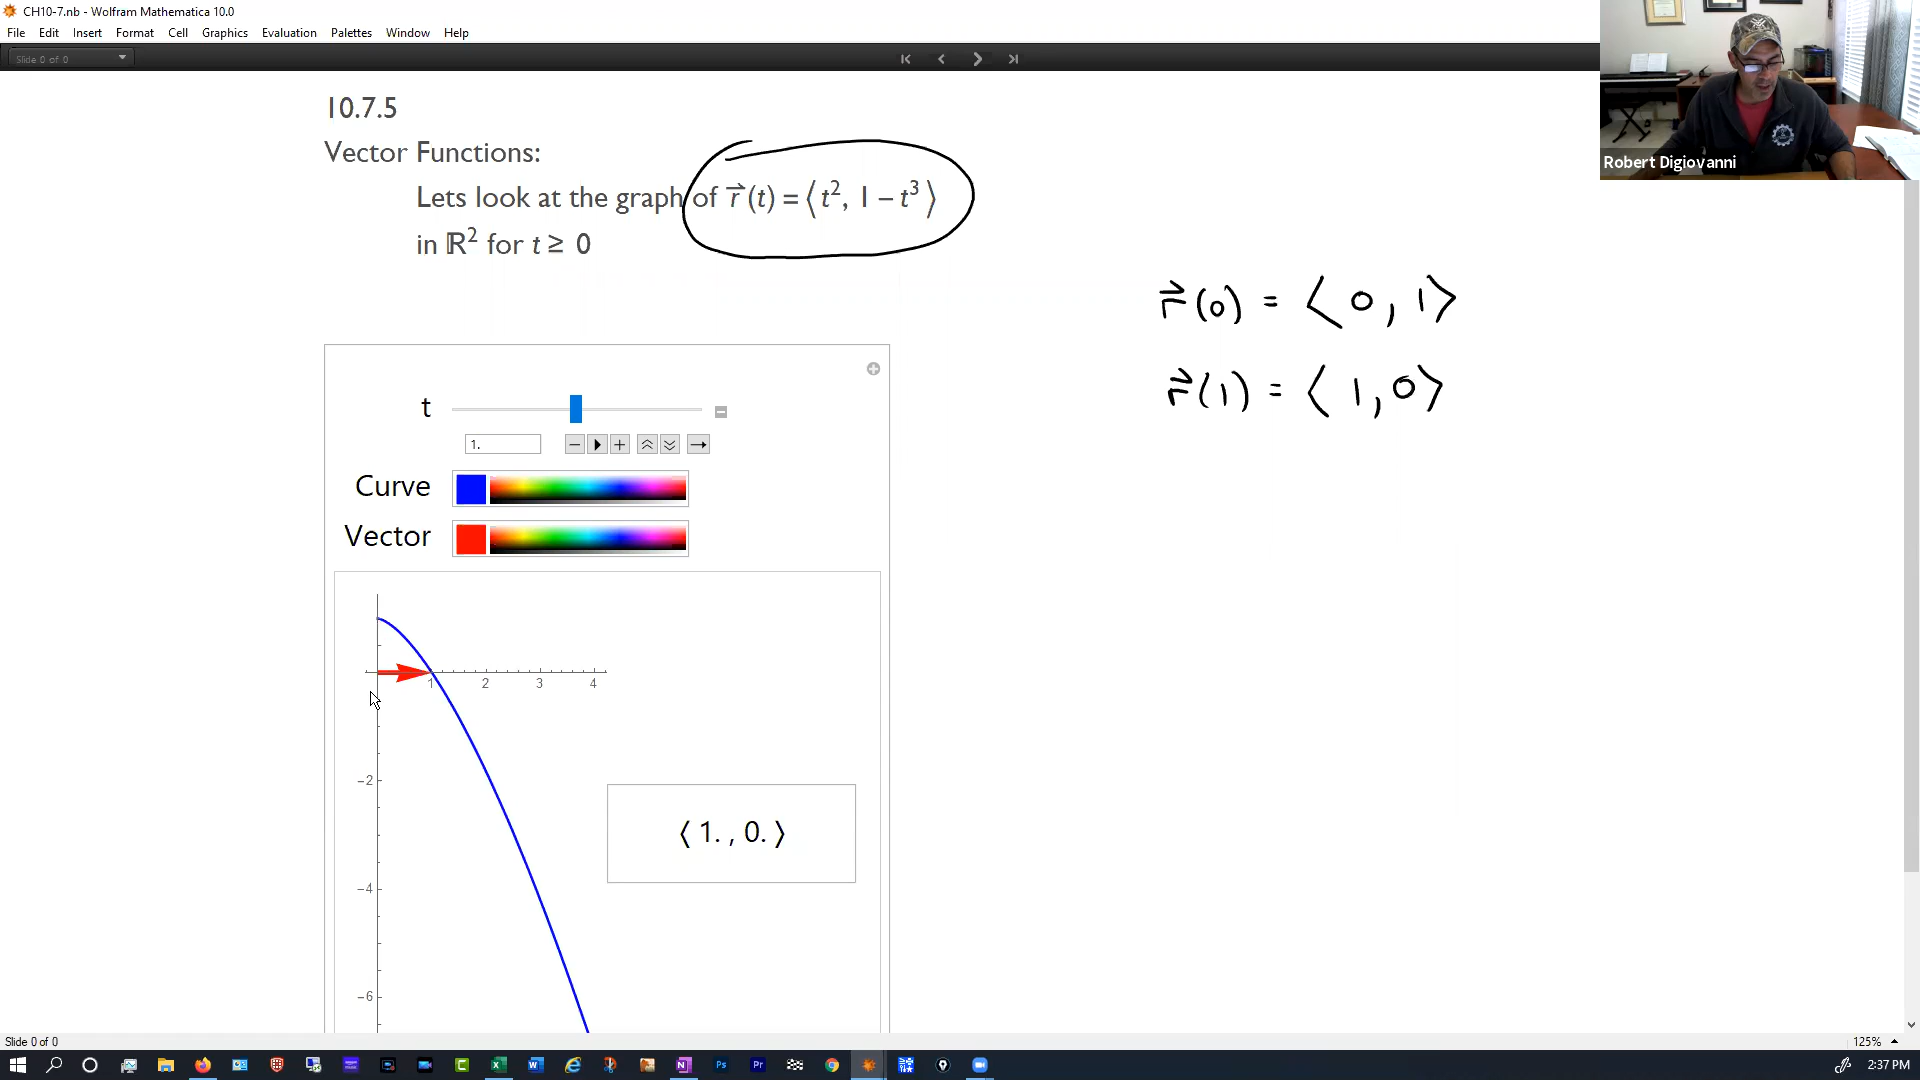 CH10-7.nb - Wolfram Mathematica 10.0
File Edit Insert Format Cell Graphics Evaluation Palettes Window Help
Slide 0 of 0
Robert Digiovanni
10.7.5
Vector Functions:
Lets look at the graph of r⃗(t) = ⟨t², 1 − t³⟩
in ℝ² for t ≥ 0
r⃗(0) = ⟨0, 1⟩
r⃗(1) = ⟨1, 0⟩
t
1.
Curve
Vector
1 2 3 4
−2
−4
−6
⟨ 1. , 0. ⟩
Slide 0 of 0
125%
2:37 PM